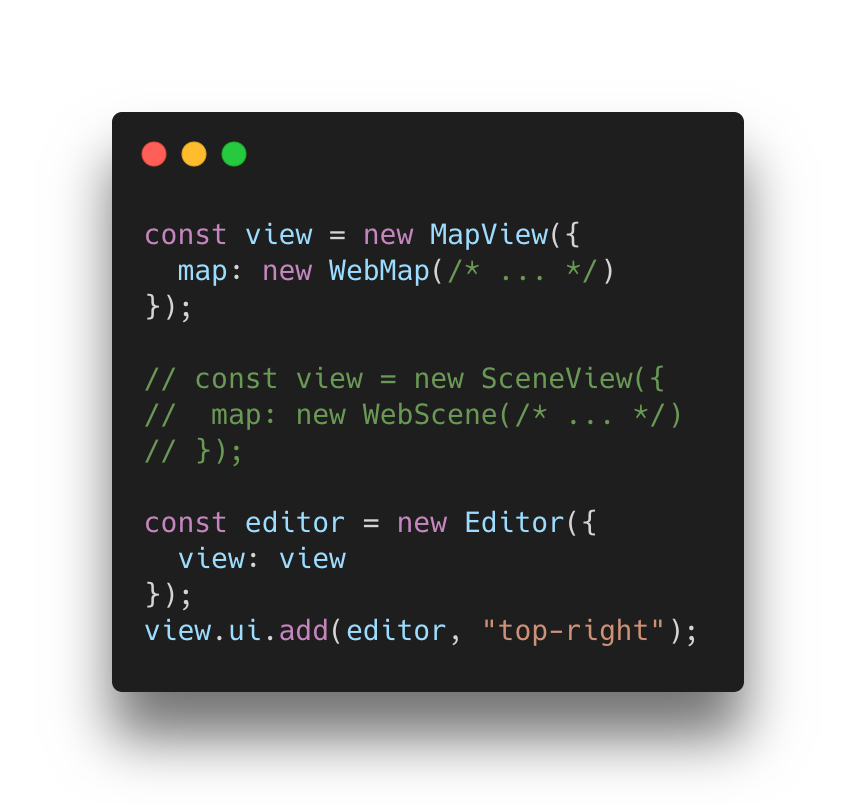 const view = new MapView({
  map: new WebMap(/* ... */)
});

// const view = new SceneView({
//  map: new WebScene(/* ... */)
// });

const editor = new Editor({
  view: view
});
view.ui.add(editor, "top-right");